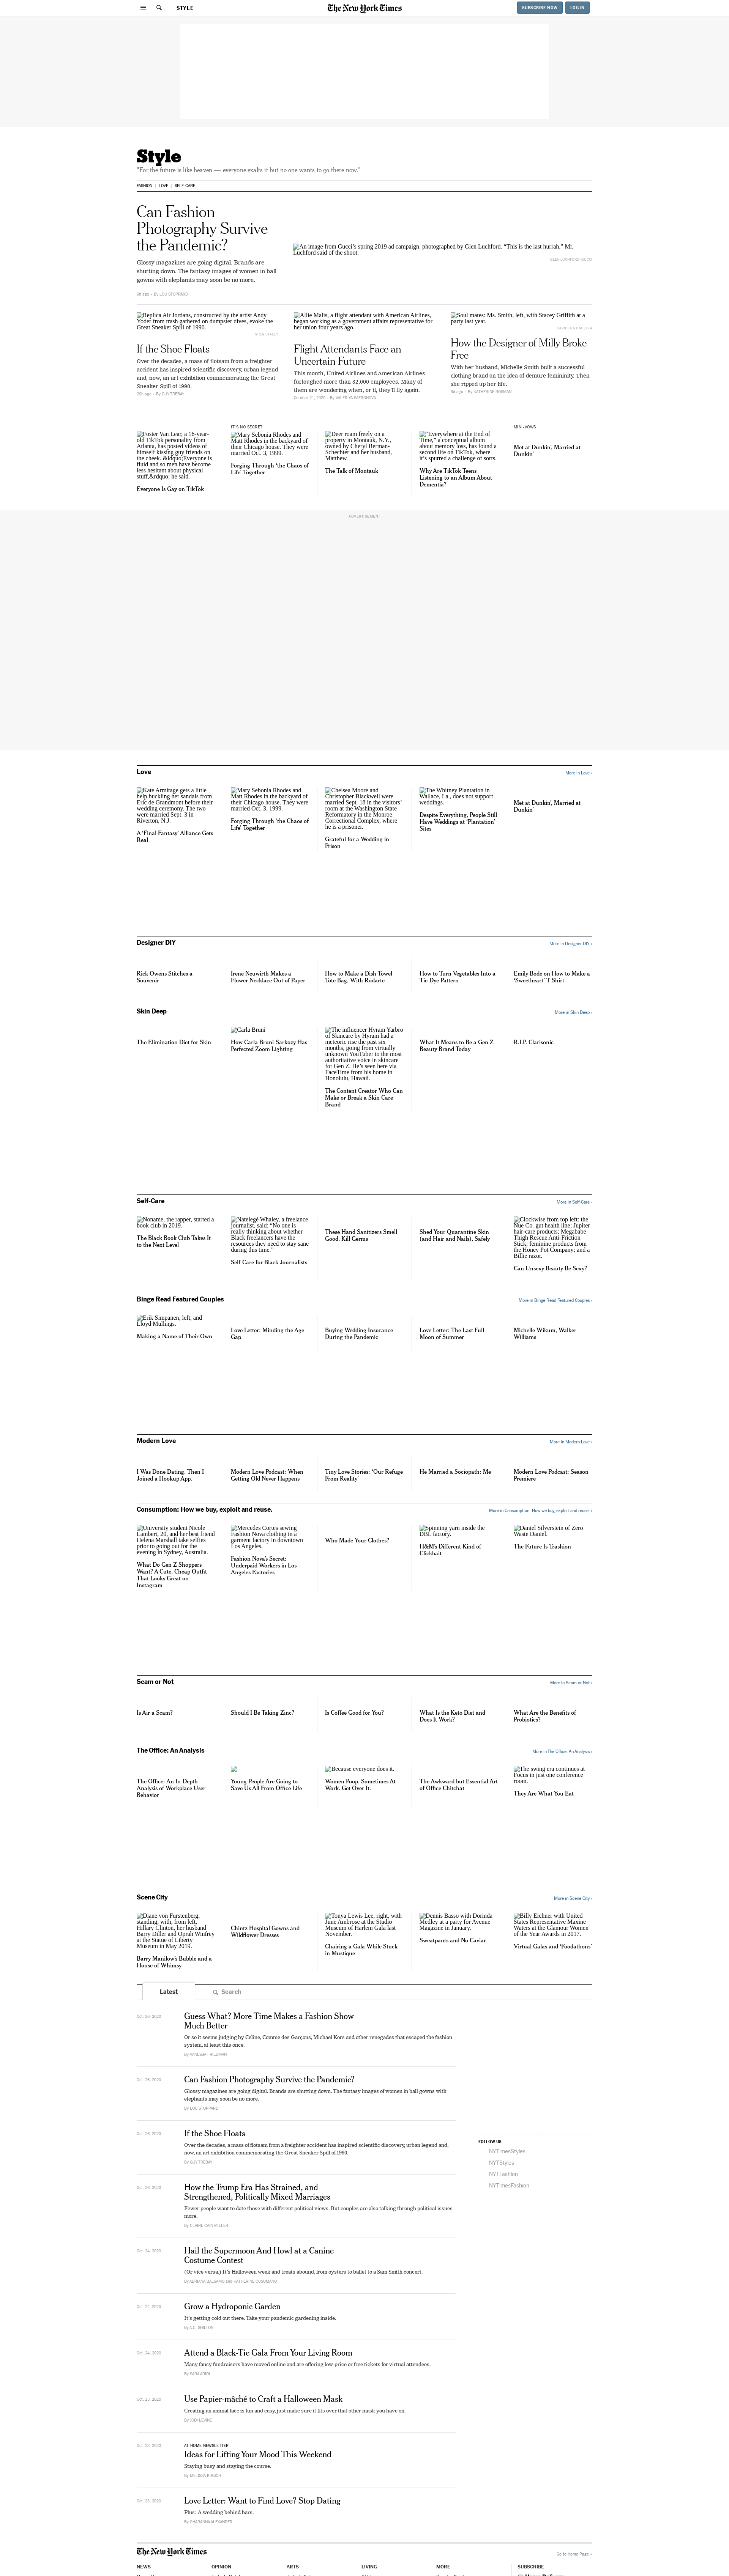 STYLE
The New York Times
SUBSCRIBE NOW
LOG IN
Style
"For the future is like heaven — everyone exalts it but no one wants to go there now."
FASHION
LOVE
SELF-CARE
Can Fashion
Photography Survive
the Pandemic?
Glossy magazines are going digital. Brands are
shutting down. The fantasy images of women in ball
gowns with elephants may soon be no more.
By LOU STOPPARD
An image from Gucci's spring 2019 ad campaign, photographed by Glen Luchford. "This is the last hurrah," Mr.
Luchford said of the shoot.
Replica Air Jordans, constructed by the artist Andy
Yoder from trash gathered on dumpster dives, evoke the
Great Sneaker Spill of 1990.
If the Shoe Floats
Over the decades, a mass of flotsam from a freighter
accident has inspired scientific discovery, urban legend
and, now, an art exhibition commemorating the Great
Sneaker Spill of 1990.
By GUY TREBAY
Allie Malis, a flight attendant with American Airlines,
began working as a government affairs representative for
her union four years ago.
Flight Attendants Face an
Uncertain Future
This month, United Airlines and American Airlines
furloughed more than 32,000 employees. Many of
them are wondering when, or if, they'll fly again.
October 21, 2020 · By VALERIYA SAFRONOVA
Soul mates: Ms. Smith, left, with Stacey Griffith at a
party last year.
How the Designer of Milly Broke
Free
With her husband, Michelle Smith built a successful
clothing brand on the idea of demure femininity. Then
she ripped up her life.
By KATHERINE ROSMAN
Foster Van Lear, a 16-year-
old TikTok personality from
Atlanta, has posted videos of
himself kissing guy friends on
the cheek. &ldquo;Everyone is
fluid and so men have become
less hesitant about physical
stuff,&rdquo; he said.
Everyone Is Gay on TikTok
IT'S NO SECRET
Mary Sebonia Rhodes and
Matt Rhodes in the backyard of
their Chicago house. They were
married Oct. 3, 1999.
Forging Through 'the Chaos of
Life' Together
Deer roam freely on a
property in Montauk, N.Y.,
owned by Cheryl Berman-
Schechter and her husband,
Matthew.
The Talk of Montauk
"Everywhere at the End of
Time," a conceptual album
about memory loss, found a
second life on TikTok, where
it's spurred a challenge of sorts.
Why Are TikTok Teens
Listening to an Album About
Dementia?
MINI-VOWS
Met at Dunkin', Married at
Dunkin'
ADVERTISEMENT
Love
More in Love ›
Kate Armitage gets a little
help buckling her sandals from
Eric de Grandmont before their
wedding ceremony. The two
were married Sept. 3 in
Riverton, N.J.
A 'Final Fantasy' Alliance Gets
Real
Mary Sebonia Rhodes and
Matt Rhodes in the backyard of
their Chicago house. They were
married Oct. 3, 1999.
Forging Through 'the Chaos of
Life' Together
Chelsea Moore and
Christopher Blackwell were
married Sept. 18 in the visitors'
room at the Washington State
Reformatory in the Monroe
Correctional Complex, where
he is a prisoner.
Grateful for a Wedding in
Prison
The Whitney Plantation in
Wallace, La., does not support
weddings.
Despite Everything, People Still
Have Weddings at 'Plantation'
Sites
Met at Dunkin', Married at
Dunkin'
Designer DIY
More in Designer DIY ›
Rick Owens Stitches a
Souvenir
Irene Neuwirth Makes a
Flower Necklace Out of Paper
How to Make a Dish Towel
Tote Bag, With Rodarte
How to Turn Vegetables Into a
Tie-Dye Pattern
Emily Bode on How to Make a
'Sweetheart' T-Shirt
Skin Deep
More in Skin Deep ›
The Elimination Diet for Skin
Carla Bruni
How Carla Bruni-Sarkozy Has
Perfected Zoom Lighting
The influencer Hyram Yarbro
of Skincare by Hyram had a
meteoric rise the past six
months, going from virtually
unknown YouTuber to the most
authoritative voice in skincare
for Gen Z. He's seen here via
FaceTime from his home in
Honolulu, Hawaii.
The Content Creator Who Can
Make or Break a Skin Care
Brand
What It Means to Be a Gen Z
Beauty Brand Today
R.I.P. Clarisonic
Self-Care
More in Self-Care ›
Noname, the rapper, started a
book club in 2019.
The Black Book Club Takes It
to the Next Level
Natelegé Whaley, a freelance
journalist, said: "No one is
really thinking about whether
Black freelancers have the
resources they need to stay sane
during this time."
Self-Care for Black Journalists
These Hand Sanitizers Smell
Good, Kill Germs
Shed Your Quarantine Skin
(and Hair and Nails), Safely
Clockwise from top left: the
Nue Co. gut health line; Jupiter
hair-care products; Megababe
Thigh Rescue Anti-Friction
Stick; feminine products from
the Honey Pot Company; and a
Billie razor.
Can Unsexy Beauty Be Sexy?
Binge Read Featured Couples
More in Binge Read Featured Couples ›
Erik Simpanen, left, and
Lloyd Mullings.
Making a Name of Their Own
Love Letter: Minding the Age
Gap
Buying Wedding Insurance
During the Pandemic
Love Letter: The Last Full
Moon of Summer
Michelle Wikum, Walker
Williams
Modern Love
More in Modern Love ›
I Was Done Dating. Then I
Joined a Hookup App.
Modern Love Podcast: When
Getting Old Never Happens
Tiny Love Stories: 'Our Refuge
From Reality'
He Married a Sociopath: Me
Modern Love Podcast: Season
Premiere
Consumption: How we buy, exploit and reuse.
More in Consumption: How we buy, exploit and reuse. ›
University student Nicole
Lambert, 20, and her best friend
Helena Marshall take selfies
prior to going out for the
evening in Sydney, Australia.
What Do Gen Z Shoppers
Want? A Cute, Cheap Outfit
That Looks Great on
Instagram
Mercedes Cortes sewing
Fashion Nova clothing in a
garment factory in downtown
Los Angeles.
Fashion Nova's Secret:
Underpaid Workers in Los
Angeles Factories
Who Made Your Clothes?
Spinning yarn inside the
DBL factory.
H&M's Different Kind of
Clickbait
Daniel Silverstein of Zero
Waste Daniel.
The Future Is Trashion
Scam or Not
More in Scam or Not ›
Is Air a Scam?
Should I Be Taking Zinc?
Is Coffee Good for You?
What Is the Keto Diet and
Does It Work?
What Are the Benefits of
Probiotics?
The Office: An Analysis
More in The Office: An Analysis ›
The Office: An In-Depth
Analysis of Workplace User
Behavior
Young People Are Going to
Save Us All From Office Life
Because everyone does it.
Women Poop. Sometimes At
Work. Get Over It.
The Awkward but Essential Art
of Office Chitchat
The swing era continues at
Focus in just one conference
room.
They Are What You Eat
Scene City
More in Scene City ›
Diane von Furstenberg,
standing, with, from left,
Hillary Clinton, her husband
Barry Diller and Oprah Winfrey
at the Statue of Liberty
Museum in May 2019.
Barry Manilow's Bubble and a
House of Whimsy
Chintz Hospital Gowns and
Wildflower Dresses
Tonya Lewis Lee, right, with
June Ambrose at the Studio
Museum of Harlem Gala last
November.
Chairing a Gala While Stuck
in Mustique
Dennis Basso with Dorinda
Medley at a party for Avenue
Magazine in January.
Sweatpants and No Caviar
Billy Eichner with United
States Representative Maxine
Waters at the Glamour Women
of the Year Awards in 2017.
Virtual Galas and 'Foodathons'
Latest
Search
Guess What? More Time Makes a Fashion Show
Much Better
Or so it seems judging by Celine, Comme des Garçons, Michael Kors and other renegades that escaped the fashion
system, at least this once.
By VANESSA FRIEDMAN
Can Fashion Photography Survive the Pandemic?
Glossy magazines are going digital. Brands are shutting down. The fantasy images of women in ball gowns with
elephants may soon be no more.
By LOU STOPPARD
If the Shoe Floats
Over the decades, a mass of flotsam from a freighter accident has inspired scientific discovery, urban legend and,
now, an art exhibition commemorating the Great Sneaker Spill of 1990.
By GUY TREBAY
How the Trump Era Has Strained, and
Strengthened, Politically Mixed Marriages
Fewer people want to date those with different political views. But couples are also talking through political issues
more.
By CLAIRE CAIN MILLER
Hail the Supermoon And Howl at a Canine
Costume Contest
(Or vice versa.) It's Halloween week and treats abound, from oysters to ballet to a Sam Smith concert.
By ADRIANA BALSAMO and KATHERINE CUSUMANO
Grow a Hydroponic Garden
It's getting cold out there. Take your pandemic gardening inside.
By A.C. SHILTON
Attend a Black-Tie Gala From Your Living Room
Many fancy fundraisers have moved online and are offering low-price or free tickets for virtual attendees.
By SARA AREK
Use Papier-mâché to Craft a Halloween Mask
Creating an animal face is fun and easy, just make sure it fits over that other mask you have on.
By JODI LEVINE
AT HOME NEWSLETTER
Ideas for Lifting Your Mood This Weekend
Staying busy and staying the course.
By MELISSA KIRSCH
Love Letter: Want to Find Love? Stop Dating
Plus: A wedding behind bars.
By CHARANNA ALEXANDER
FOLLOW US
NYTimesStyles
NYTStyles
NYTFashion
NYTimesFashion
The New York Times
Go to Home Page »
NEWS
OPINION
ARTS
LIVING
MORE
SUBSCRIBE